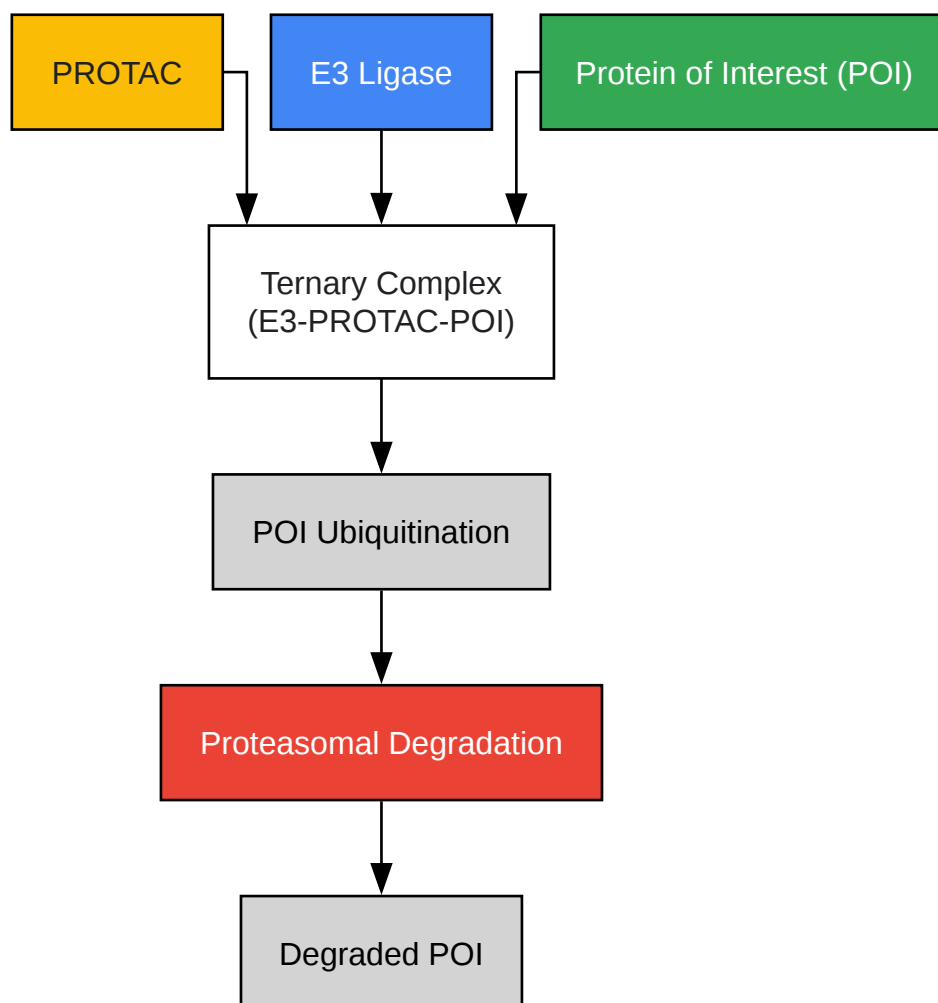 PROTAC
E3 Ligase
Protein of Interest (POI)
Ternary Complex
(E3-PROTAC-POI)
POI Ubiquitination
Proteasomal Degradation
Degraded POI